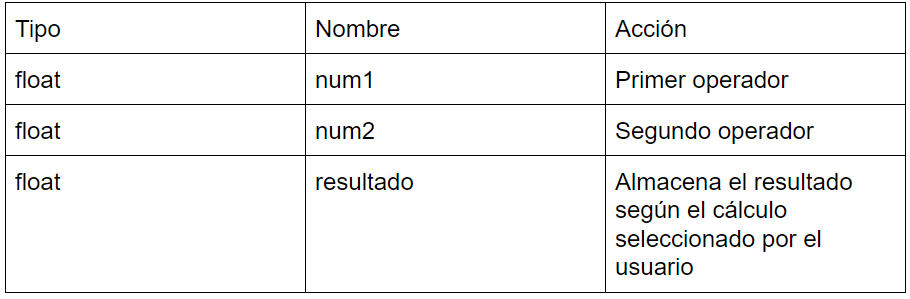 Tipo Nombre Acción
float num1 Primer operador
float num2 Segundo operador
float resultado Almacena el resultado
según el cálculo
seleccionado por el
usuario